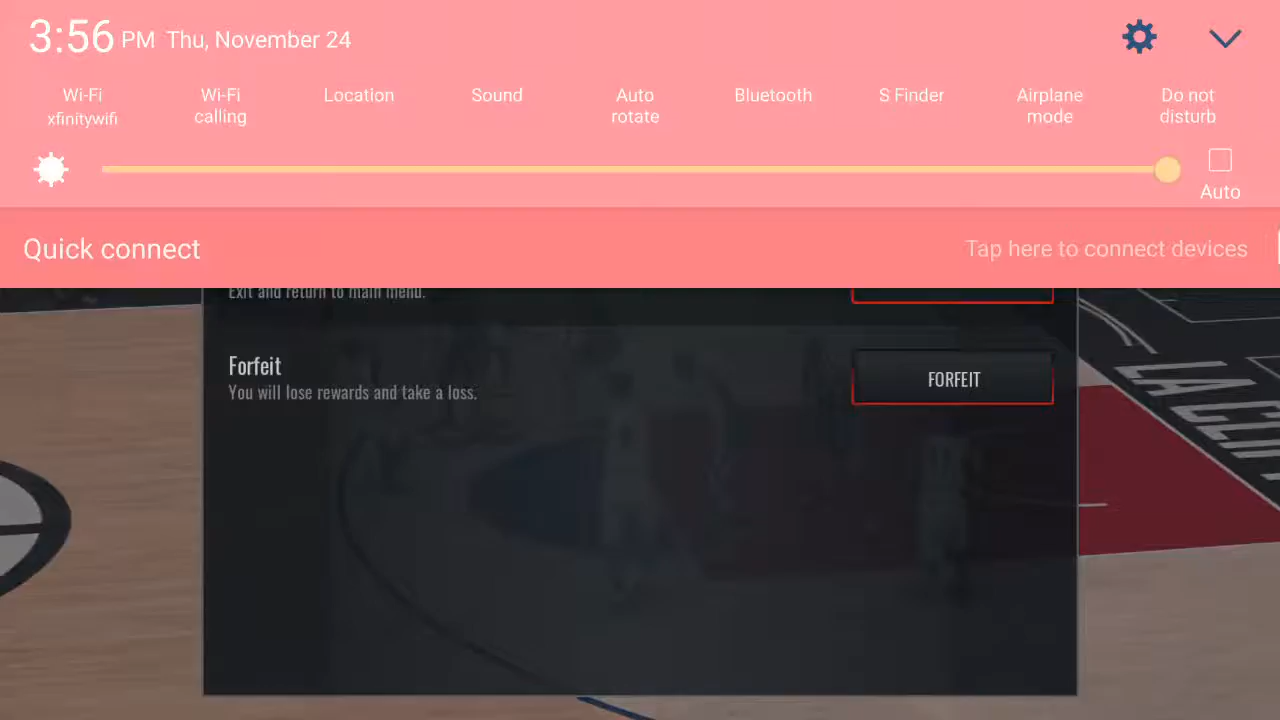 3:56 PM Thu, November 24
Wi-Fi
xfinitywifi
Wi-Fi
calling
Location
Sound
Auto
rotate
Bluetooth
S Finder
Airplane
mode
Do not
disturb
Auto
Quick connect
Tap here to connect devices
Exit and return to main menu.
Forfeit
You will lose rewards and take a loss.
FORFEIT
LA